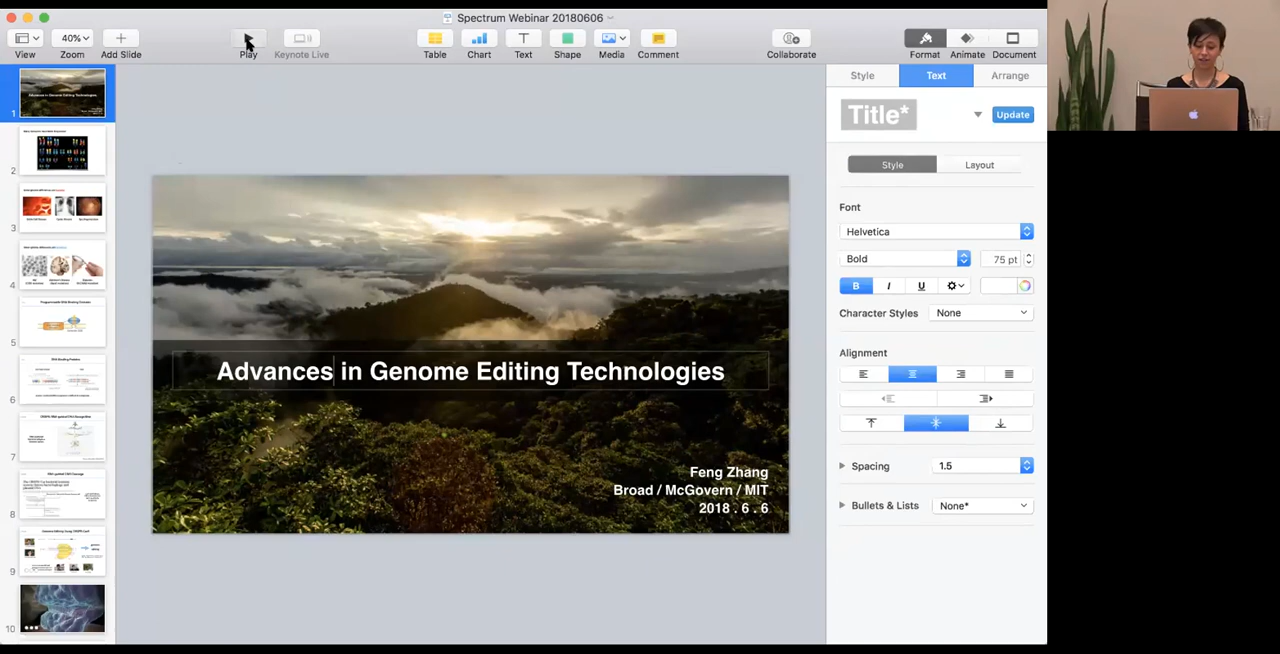 Spectrum Webinar 20180606
40%
View
Zoom
Add Slide
Play
Keynote Live
Table
Chart
Text
Shape
Media
Comment
Collaborate
Format
Animate
Document
Style
Text
Arrange
Title*
Update
Style
Layout
Font
Helvetica
Bold
75 pt
B I U
Character Styles
None
Alignment
Spacing
1.5
Bullets & Lists
None*
1
2
3
4
5
6
7
8
9
10
Advances in Genome Editing Technologies
Feng Zhang
Broad / McGovern / MIT
2018 . 6 . 6